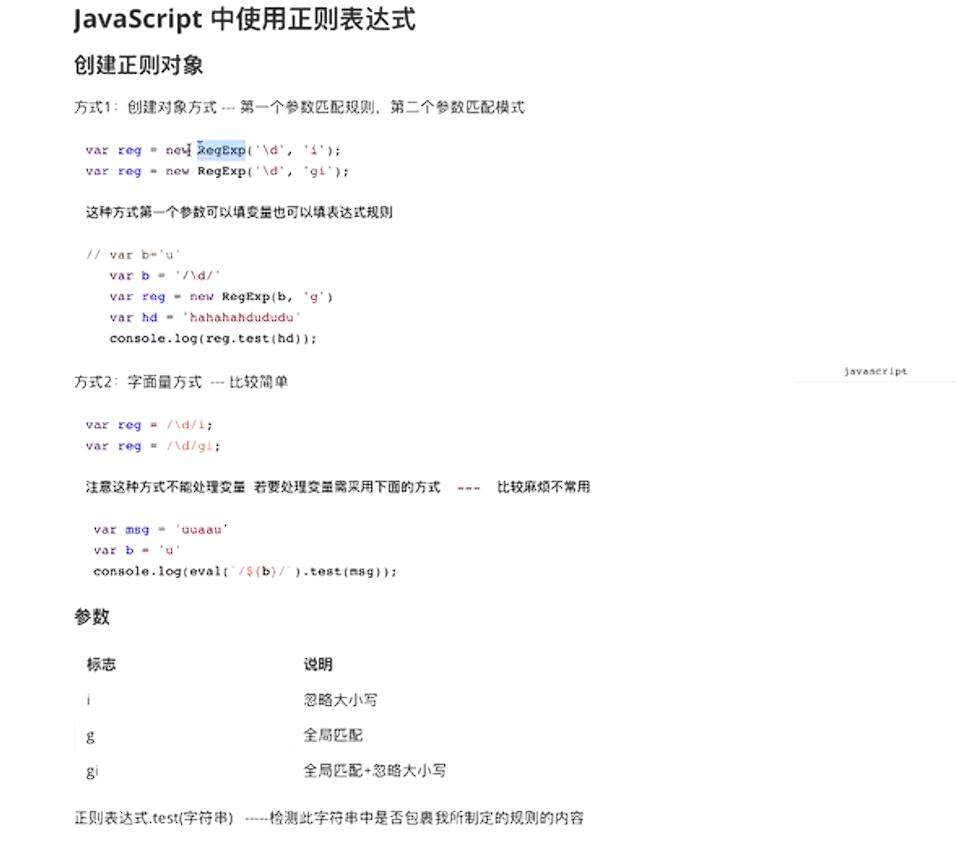 JavaScript 中使用正则表达式
创建正则对象
方式1：创建对象方式 --- 第一个参数匹配规则，第二个参数匹配模式
var reg = new RegExp('\d', 'i');
var reg = new RegExp('\d', 'gi');
这种方式第一个参数可以填变量也可以填表达式规则
// var b='u'
var b = '/\d/'
var reg = new RegExp(b, 'g')
var hd = 'hahahahdududu'
console.log(reg.test(hd));
方式2：字面量方式 --- 比较简单
javascript
var reg = /\d/i;
var reg = /\d/gi;
注意这种方式不能处理变量 若要处理变量需采用下面的方式 --- 比较麻烦不常用
var msg = 'uuaau'
var b = 'u'
console.log(eval(`/${b}/`).test(msg));
参数
标志 说明
i 忽略大小写
g 全局匹配
gi 全局匹配+忽略大小写
正则表达式.test(字符串) -----检测此字符串中是否包裹我所制定的规则的内容